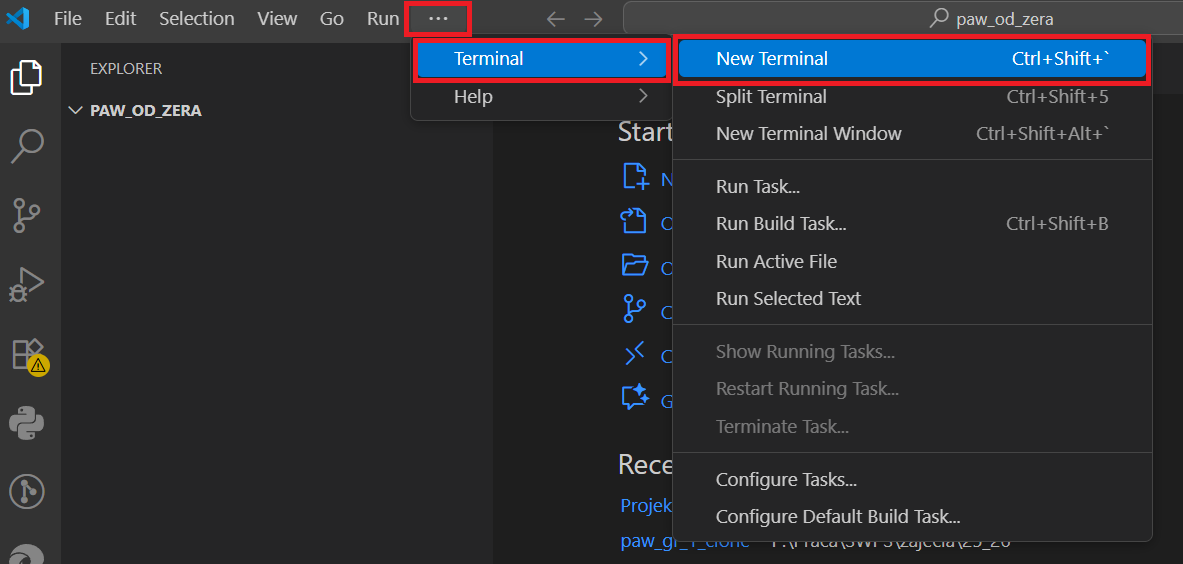 File Edit Selection View Go Run ··· paw_od_zera
EXPLORER
PAW_OD_ZERA
Terminal
Help
New Terminal Ctrl+Shift+`
Split Terminal Ctrl+Shift+5
New Terminal Window Ctrl+Shift+Alt+`
Run Task...
Run Build Task... Ctrl+Shift+B
Run Active File
Run Selected Text
Show Running Tasks...
Restart Running Task...
Terminate Task...
Configure Tasks...
Configure Default Build Task...
Start
Rece
Projek